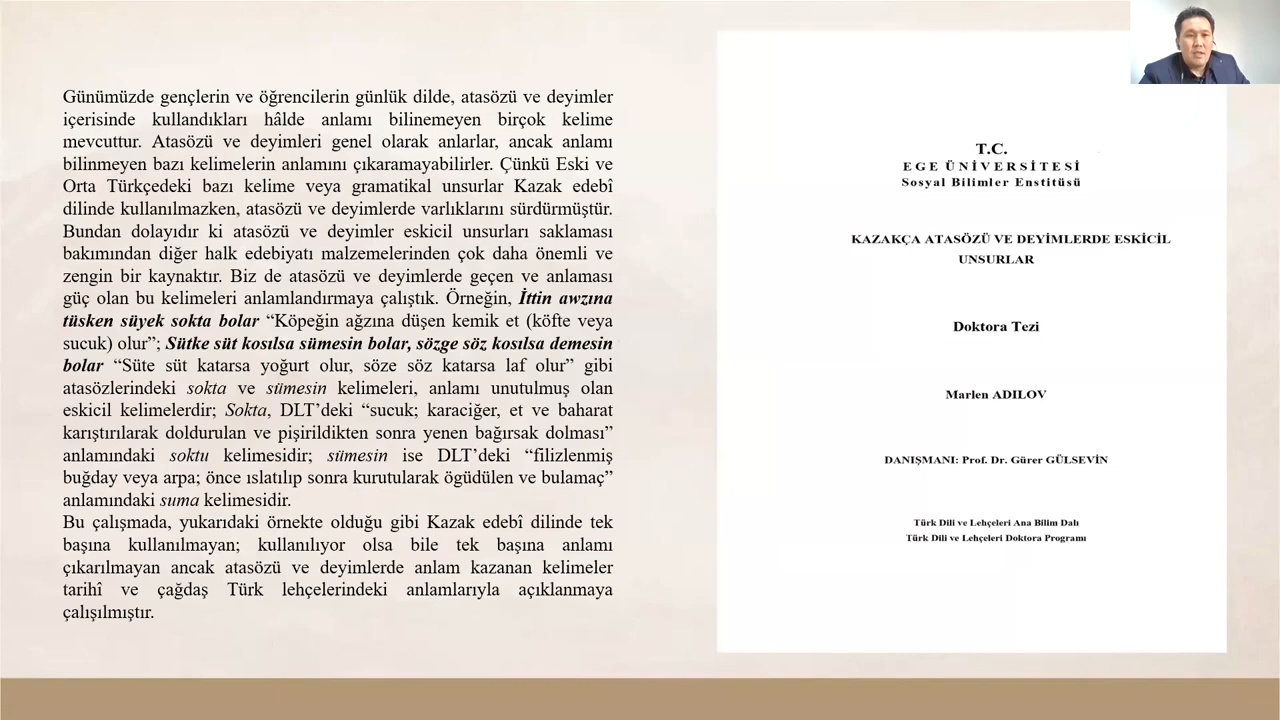 Günümüzde gençlerin ve öğrencilerin günlük dilde, atasözü ve deyimler
içerisinde kullandıkları hâlde anlamı bilinemeyen birçok kelime
mevcuttur. Atasözü ve deyimleri genel olarak anlarlar, ancak anlamı
bilinmeyen bazı kelimelerin anlamını çıkaramayabilirler. Çünkü Eski ve
Orta Türkçedeki bazı kelime veya gramatikal unsurlar Kazak edebî
dilinde kullanılmazken, atasözü ve deyimlerde varlıklarını sürdürmüştür.
Bundan dolayıdır ki atasözü ve deyimler eskicil unsurları saklaması
bakımından diğer halk edebiyatı malzemelerinden çok daha önemli ve
zengin bir kaynaktır. Biz de atasözü ve deyimlerde geçen ve anlaması
güç olan bu kelimeleri anlamlandırmaya çalıştık. Örneğin, İttin awzına
tüsken süyek sokta bolar “Köpeğin ağzına düşen kemik et (köfte veya
sucuk) olur”; Sütke süt kosılsa sümesin bolar, sözge söz kosılsa demesin
bolar “Süte süt katarsa yoğurt olur, söze söz katarsa laf olur” gibi
atasözlerindeki sokta ve sümesin kelimeleri, anlamı unutulmuş olan
eskicil kelimelerdir; Sokta, DLT’deki “sucuk; karaciğer, et ve baharat
karıştırılarak doldurulan ve pişirildikten sonra yenen bağırsak dolması”
anlamındaki soktu kelimesidir; sümesin ise DLT’deki “filizlenmiş
buğday veya arpa; önce ıslatılıp sonra kurutularak ögüdülen ve bulamaç”
anlamındaki suma kelimesidir.
Bu çalışmada, yukarıdaki örnekte olduğu gibi Kazak edebî dilinde tek
başına kullanılmayan; kullanılıyor olsa bile tek başına anlamı
çıkarılmayan ancak atasözü ve deyimlerde anlam kazanan kelimeler
tarihî ve çağdaş Türk lehçelerindeki anlamlarıyla açıklanmaya
çalışılmıştır.
T.C.
EGE ÜNİVERSİTESİ
Sosyal Bilimler Enstitüsü
KAZAKÇA ATASÖZÜ VE DEYİMLERDE ESKİCİL
UNSURLAR
Doktora Tezi
Marlen ADILOV
DANIŞMANI: Prof. Dr. Gürer GÜLSEVİN
Türk Dili ve Lehçeleri Ana Bilim Dalı
Türk Dili ve Lehçeleri Doktora Programı